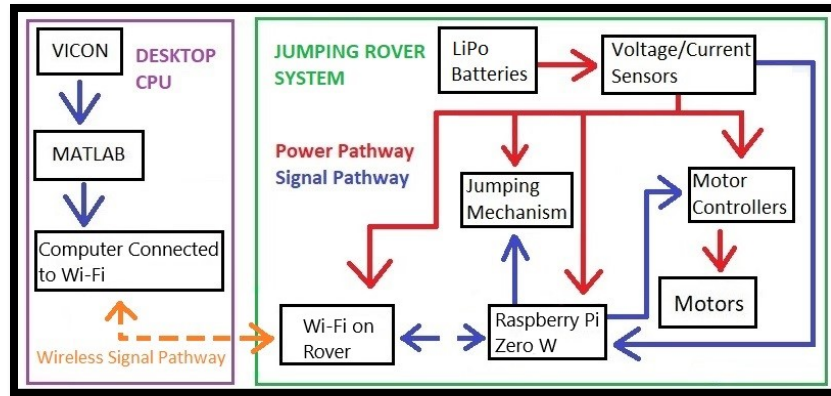 VICON
DESKTOP
CPU
MATLAB
Computer Connected
to Wi-Fi
Wireless Signal Pathway
JUMPING ROVER
SYSTEM
LiPo
Batteries
Voltage/Current
Sensors
Power Pathway
Signal Pathway
Jumping
Mechanism
Motor
Controllers
Motors
Wi-Fi on
Rover
Raspberry Pi
Zero W